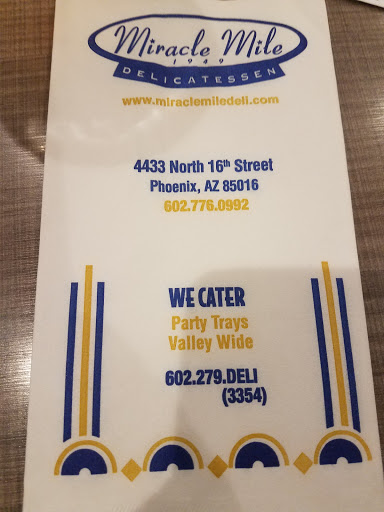 Miracle Mile
1949
DELICATESSEN
www.miraclemiledeli.com
4433 North 16th Street
Phoenix, AZ 85016
602.776.0992
WE CATER
Party Trays
Valley Wide
602.279.DELI
(3354)